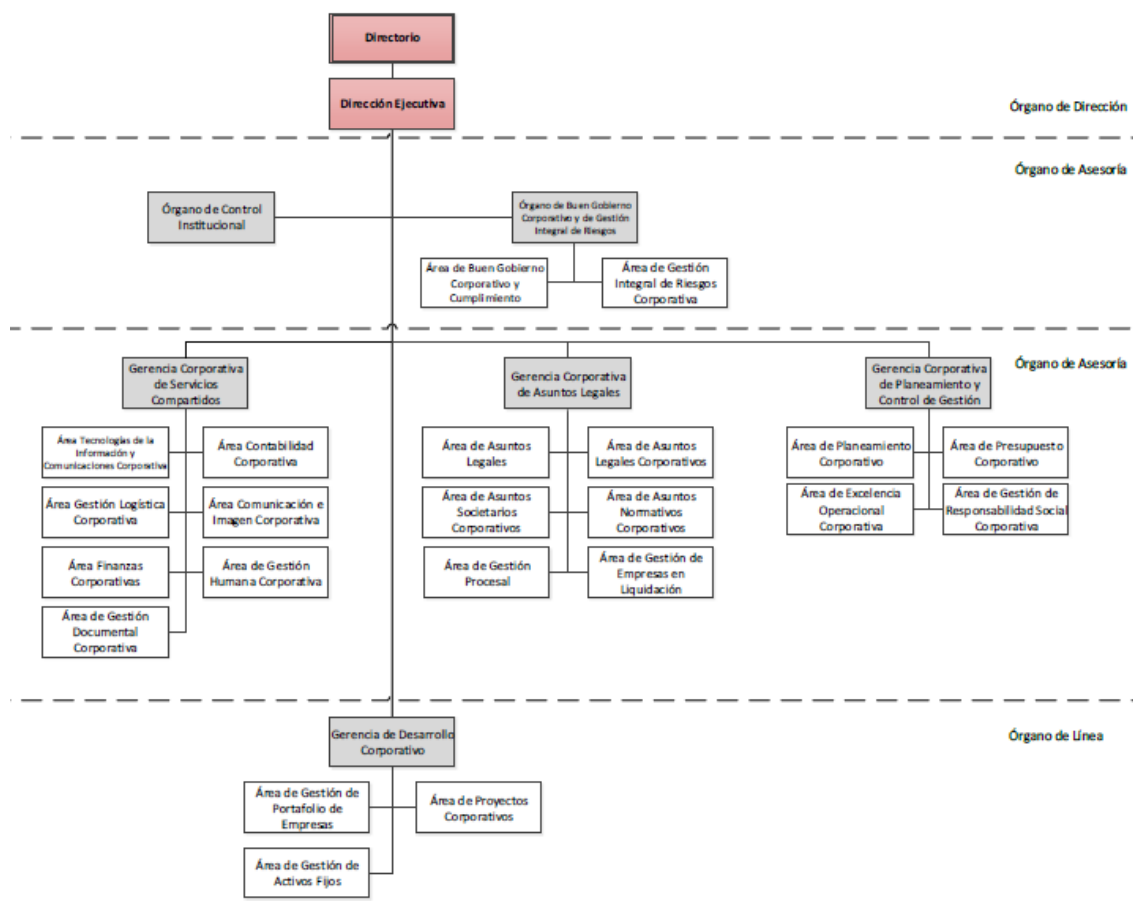 Directorio
Dirección Ejecutiva
Órgano de Dirección
Órgano de Asesoría
Órgano de Control
Institucional
Órgano de Buen Gobierno
Corporativo y de Gestión
Integral de Riesgos
Área de Buen Gobierno
Corporativo y
Cumplimiento
Área de Gestión
Integral de Riesgos
Corporativa
Órgano de Asesoría
Gerencia Corporativa
de Servicios
Compartidos
Gerencia Corporativa
de Asuntos Legales
Gerencia Corporativa
de Planeamiento y
Control de Gestión
Área Tecnologías de la
Información y
Comunicaciones Corporativa
Área Contabilidad
Corporativa
Área Gestión Logística
Corporativa
Área Comunicación e
Imagen Corporativa
Área Finanzas
Corporativas
Área de Gestión
Humana Corporativa
Área de Gestión
Documental
Corporativa
Área de Asuntos
Legales
Área de Asuntos
Legales Corporativos
Área de Asuntos
Societarios
Corporativos
Área de Asuntos
Normativos
Corporativos
Área de Gestión
Procesal
Área de Gestión de
Empresas en
Liquidación
Área de Planeamiento
Corporativo
Área de Presupuesto
Corporativo
Área de Excelencia
Operacional
Corporativa
Área de Gestión de
Responsabilidad Social
Corporativa
Gerencia de Desarrollo
Corporativo
Órgano de Línea
Área de Gestión de
Portafolio de
Empresas
Área de Proyectos
Corporativos
Área de Gestión de
Activos Fijos